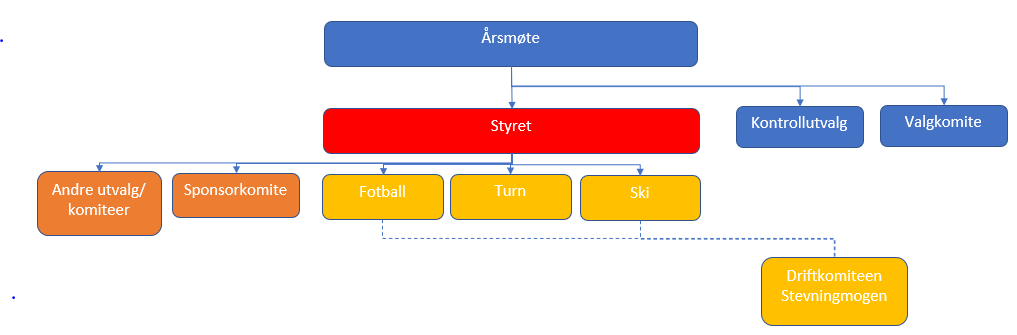 Årsmøte
Styret
Kontrollutvalg
Valgkomite
Andre utvalg/
komiteer
Sponsorkomite
Fotball
Turn
Ski
Driftkomiteen
Stevningmogen